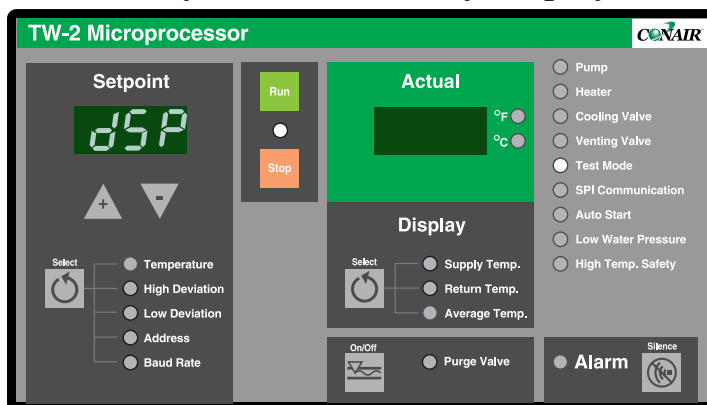 TW-2 Microprocessor
CONAIR
Setpoint
dSP
+
-
Select
Temperature
High Deviation
Low Deviation
Address
Baud Rate
Run
Stop
Actual
°F
°C
Display
Select
Supply Temp.
Return Temp.
Average Temp.
On/Off
Purge Valve
Pump
Heater
Cooling Valve
Venting Valve
Test Mode
SPI Communication
Auto Start
Low Water Pressure
High Temp. Safety
Alarm
Silence